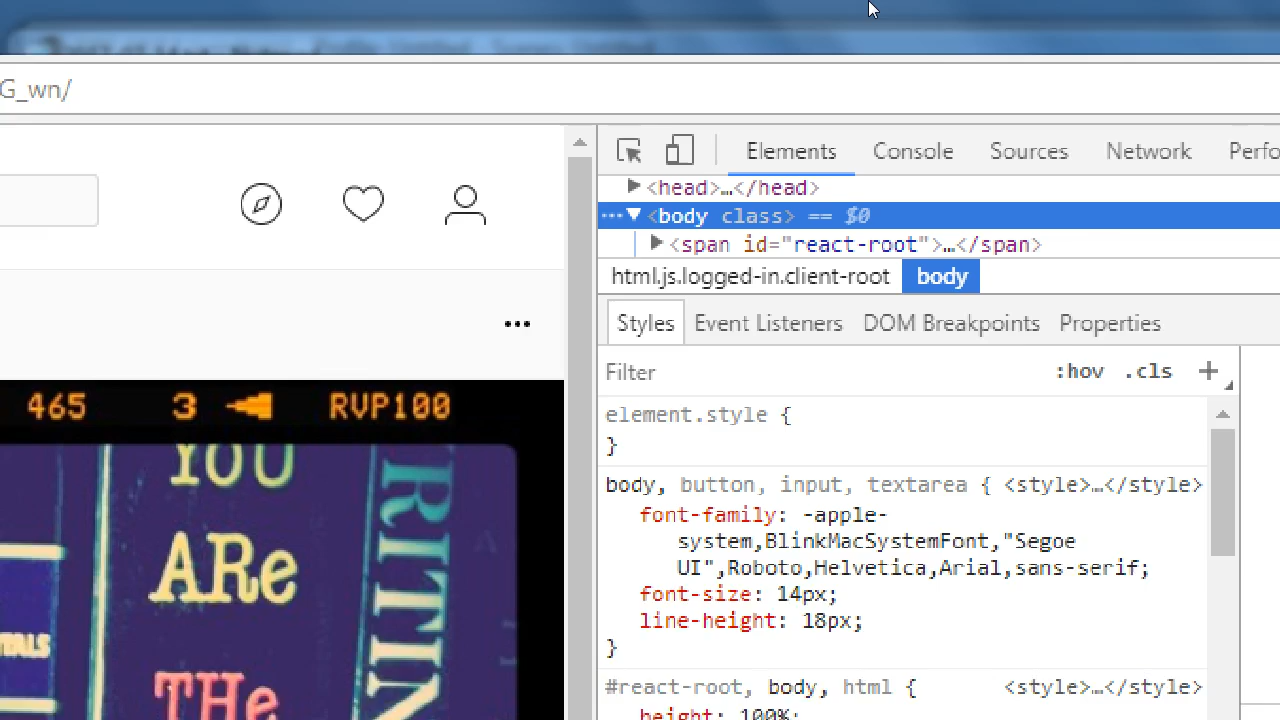 G_wn/
Elements Console Sources Network Perfo
<head>…</head>
<body class> == $0
<span id="react-root">…</span>
html.js.logged-in.client-root body
Styles Event Listeners DOM Breakpoints Properties
Filter :hov .cls +
element.style {
}
body, button, input, textarea { <style>…</style>
font-family: -apple-
system,BlinkMacSystemFont,"Segoe
UI",Roboto,Helvetica,Arial,sans-serif;
font-size: 14px;
line-height: 18px;
}
#react-root, body, html { <style>…</style>
height: 100%;
465 3 RVP100
YOU
ARe
THe
RITIN